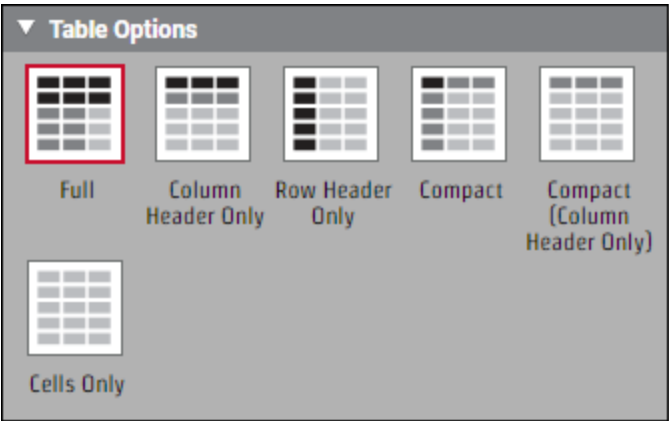 Table Options
Full
Column
Header Only
Row Header
Only
Compact
Compact
(Column
Header Only)
Cells Only